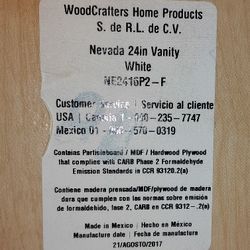 WoodCrafters Home Products
S. de R.L. de C.V.
Nevada 24in Vanity
White
NE2416P2-F
Customer Service | Servicio al cliente
USA | Canada 1 -235-7747
Mexico 01 -570-0319
Contains Particleboard / MDF / Hardwood Plywood
that complies with CARB Phase 2 Formaldehyde
Emission Standards in CCR 93120.2(a)
Contiene madera prensada/MDF/plywood de madera
dura que cumplen con las normas sobre emisión
de formaldehido, fase 2, CARB en CCR 9312 .2(a)
Made in Mexico | Hecho en México
Manufacture date | Fecha de manufactura
21/AGOSTO/2017